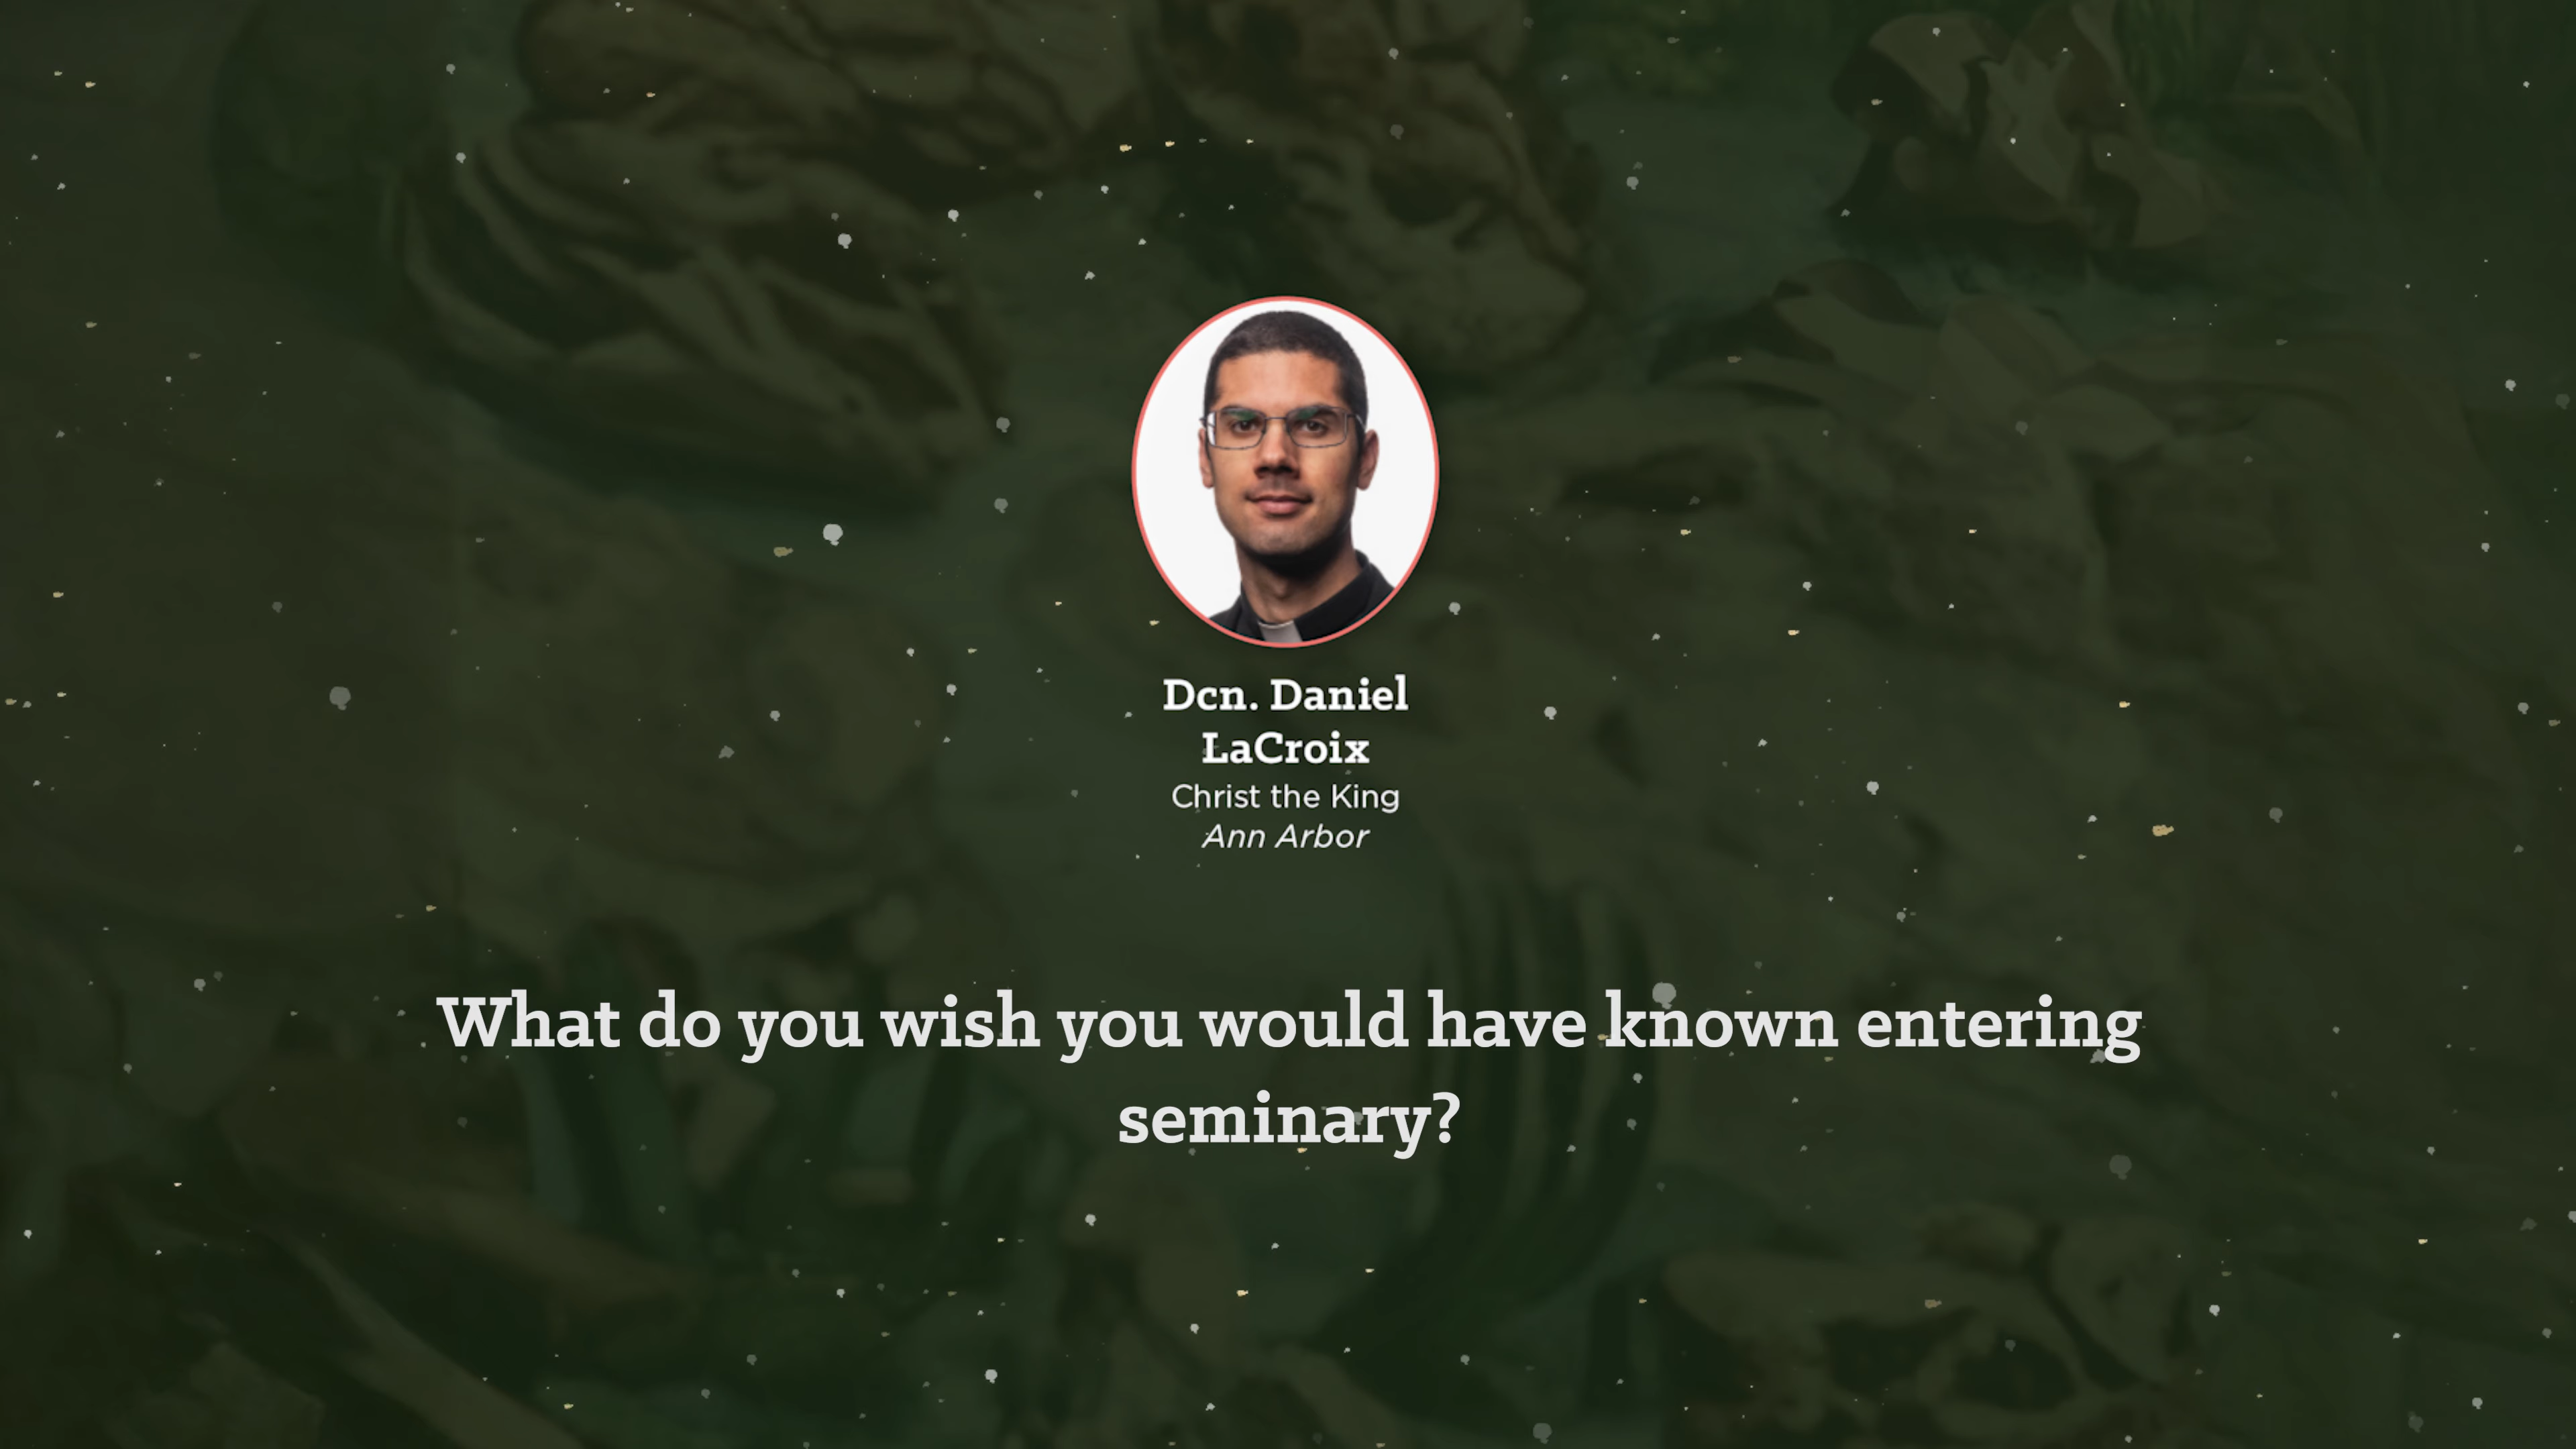 Dcn. Daniel
LaCroix
Christ the King
Ann Arbor
What do you wish you would have known entering
seminary?